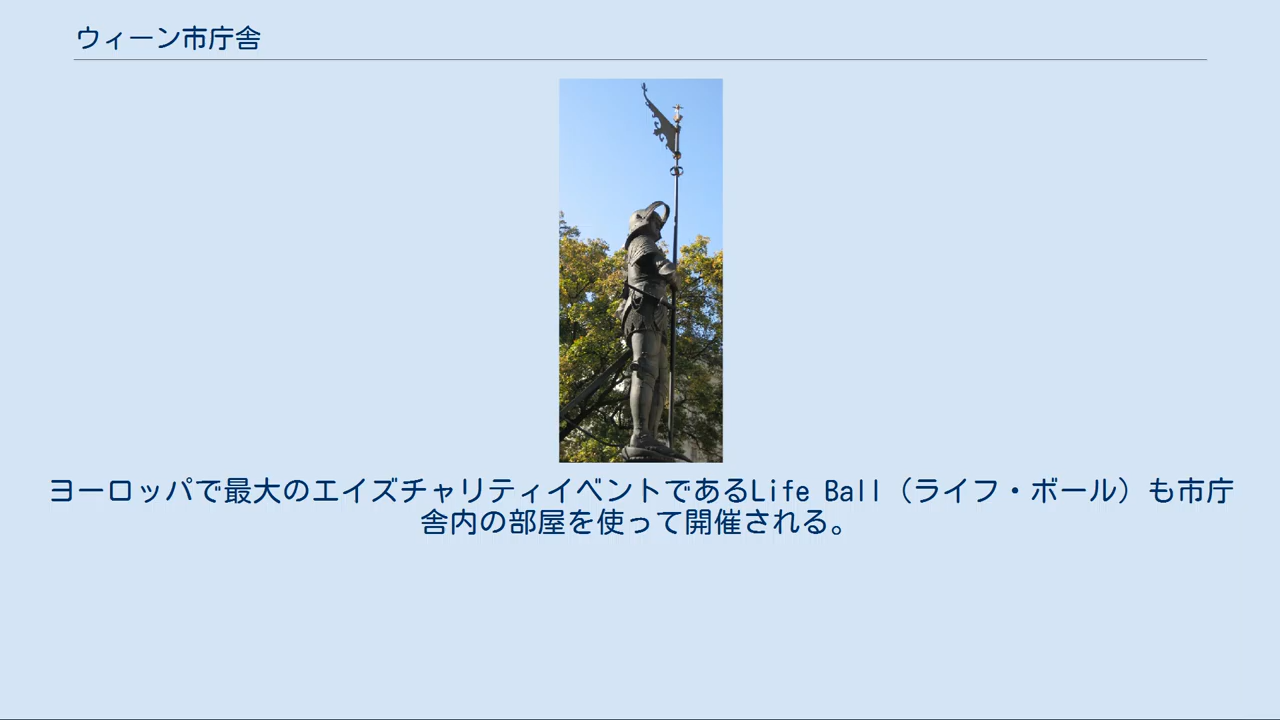 ウィーン市庁舎
ヨーロッパで最大のエイズチャリティイベントであるLife Ball（ライフ・ボール）も市庁
舎内の部屋を使って開催される。